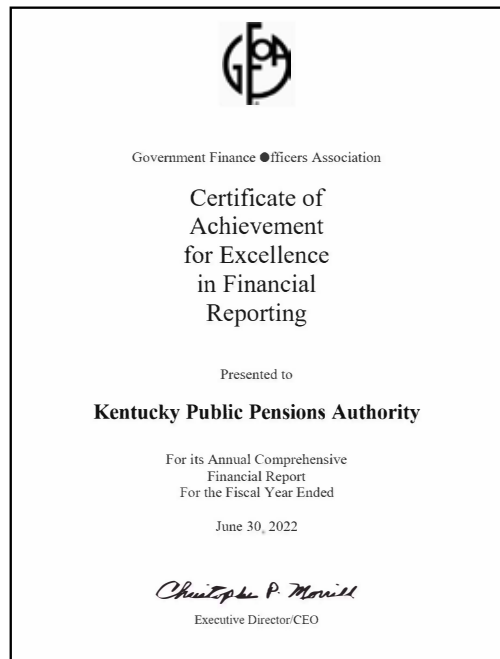 GFOA
Government Finance Officers Association
Certificate of
Achievement
for Excellence
in Financial
Reporting
Presented to
Kentucky Public Pensions Authority
For its Annual Comprehensive
Financial Report
For the Fiscal Year Ended
June 30, 2022
Christopher P. Morrill
Executive Director/CEO